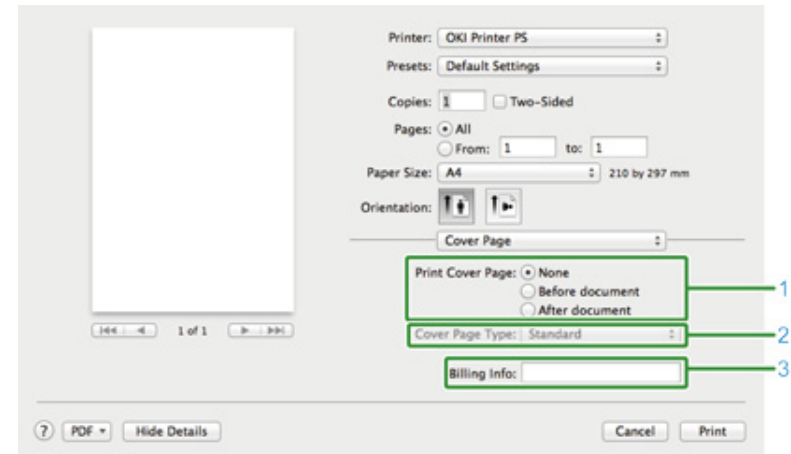 Printer: OKI Printer PS
Presets: Default Settings
Copies: 1 Two-Sided
Pages: All
From: 1 to: 1
Paper Size: A4 210 by 297 mm
Orientation:
Cover Page
Print Cover Page: None
Before document
After document
1
1 of 1
Cover Page Type: Standard
2
Billing Info:
3
? PDF Hide Details Cancel Print